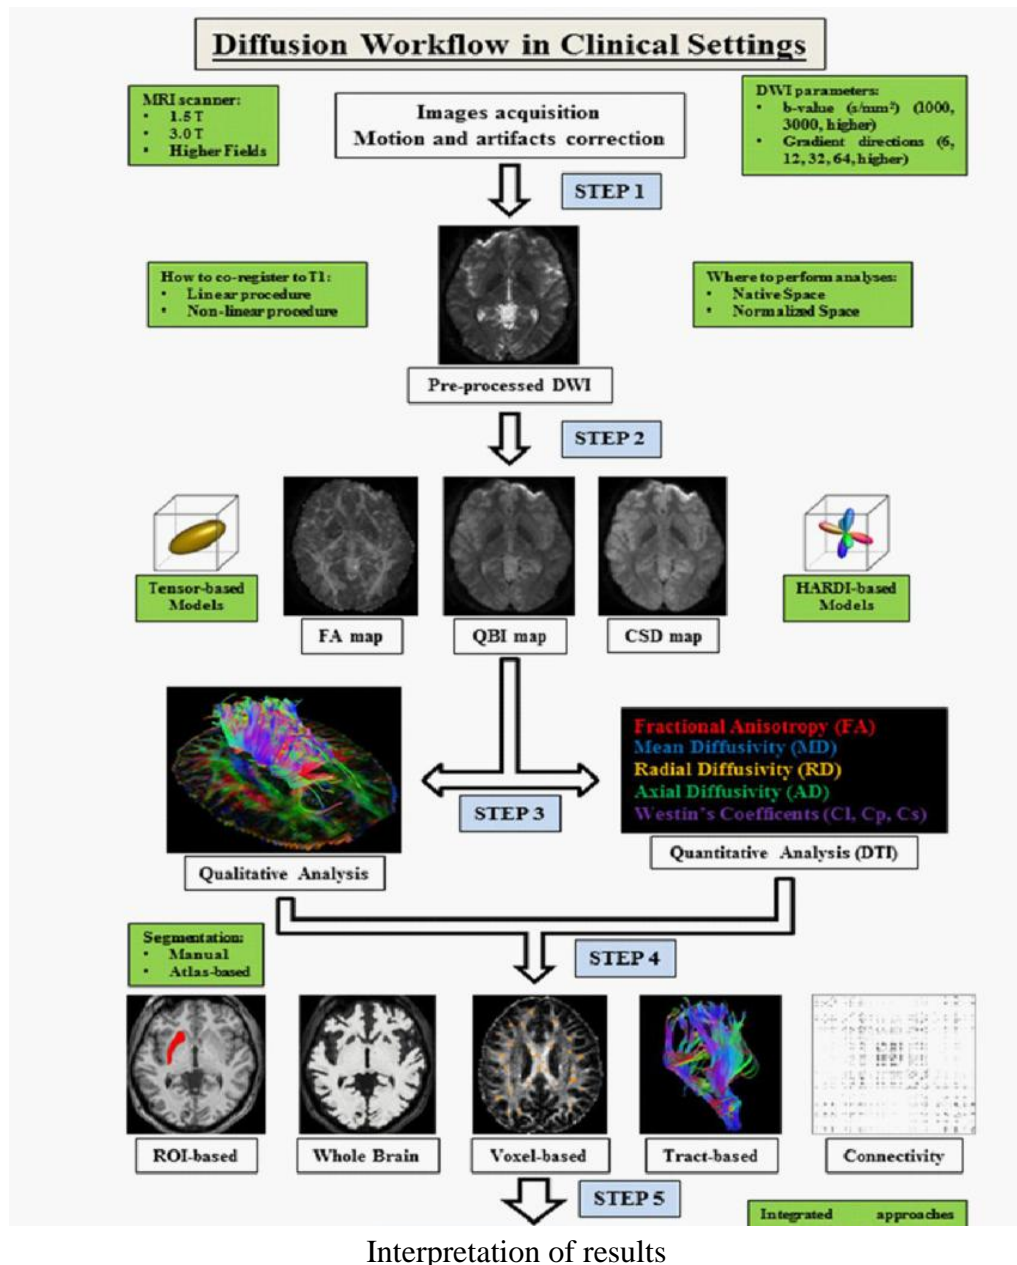 Diffusion Workflow in Clinical Settings
MRI scanner:
• 1.5 T
• 3.0 T
• Higher Fields
Images acquisition
Motion and artifacts correction
DWI parameters:
• b-value (s/mm²) (1000,
3000, higher)
• Gradient directions (6,
12, 32, 64, higher)
STEP 1
How to co-register to T1:
• Linear procedure
• Non-linear procedure
Where to perform analyses:
• Native Space
• Normalized Space
Pre-processed DWI
STEP 2
Tensor-based
Models
HARDI-based
Models
FA map
QBI map
CSD map
Fractional Anisotropy (FA)
Mean Diffusivity (MD)
Radial Diffusivity (RD)
Axial Diffusivity (AD)
Westin's Coefficents (Cl, Cp, Cs)
STEP 3
Qualitative Analysis
Quantitative Analysis (DTI)
Segmentation:
• Manual
• Atlas-based
STEP 4
ROI-based
Whole Brain
Voxel-based
Tract-based
Connectivity
STEP 5
Integrated approaches
Interpretation of results